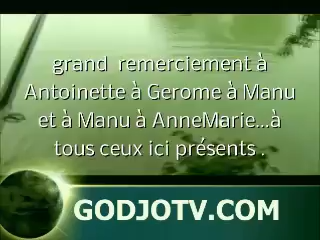 grand remerciement à
Antoinette à Gerome à Manu
et à Manu à AnneMarie...à
tous ceux ici présents .
GODJOTV.COM